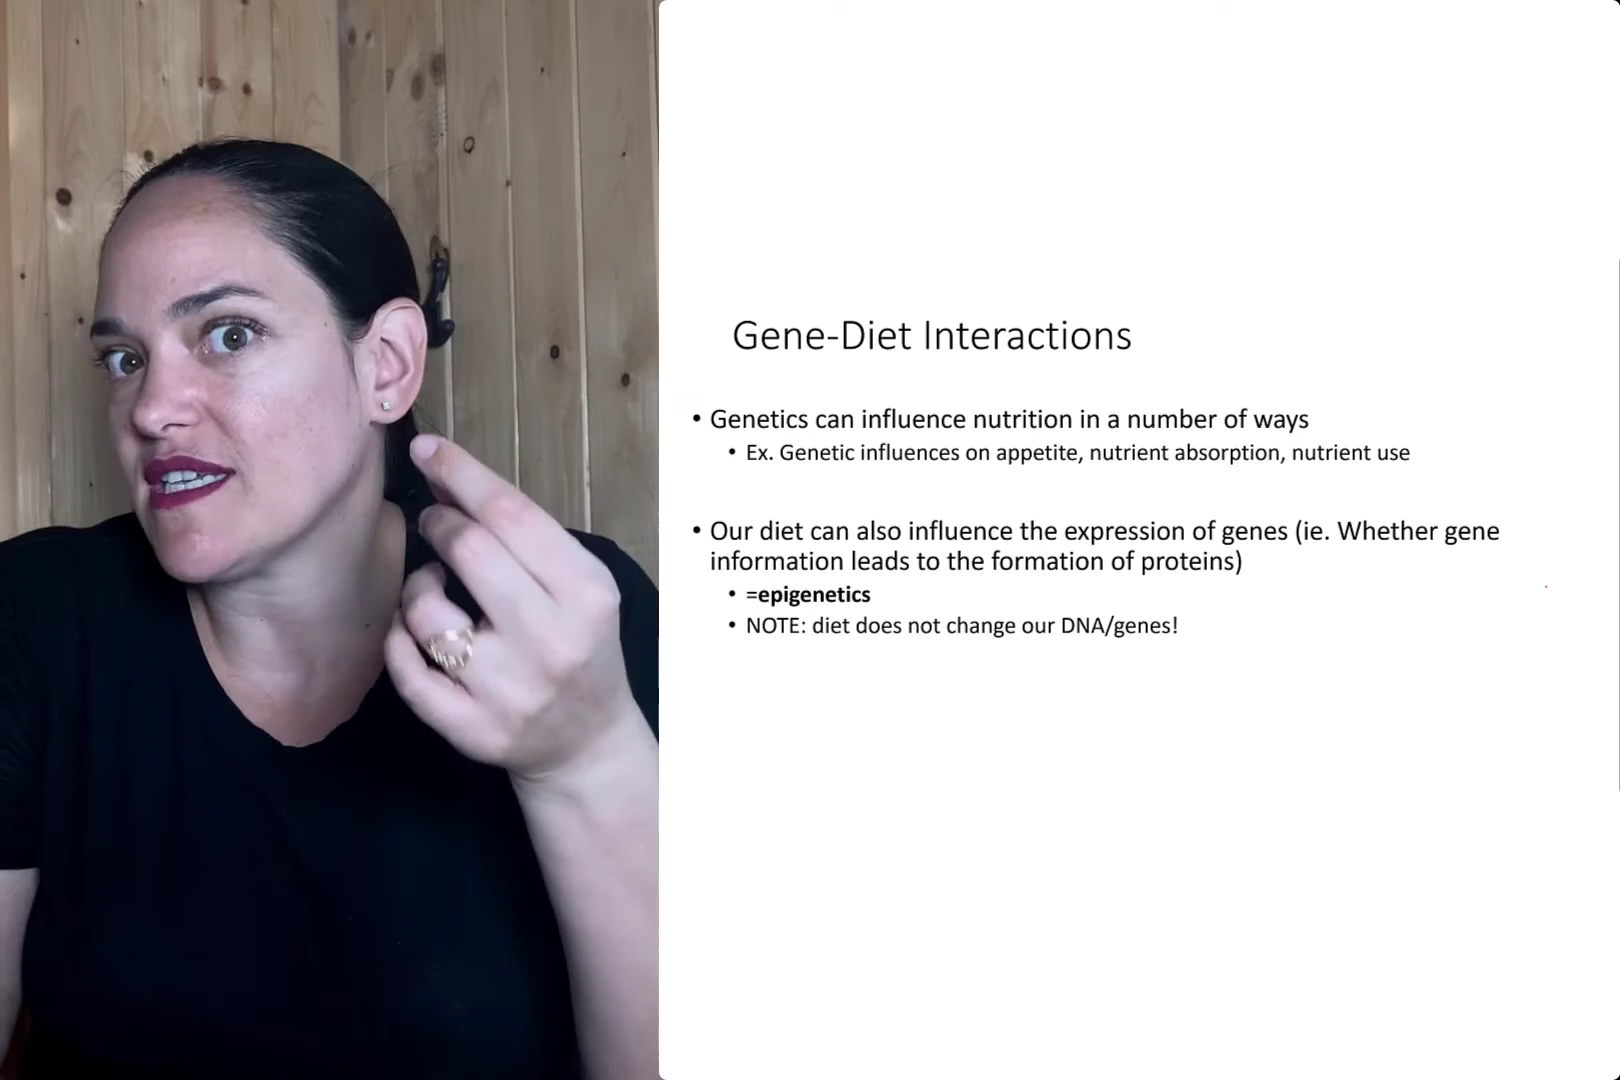 Gene-Diet Interactions
• Genetics can influence nutrition in a number of ways
• Ex. Genetic influences on appetite, nutrient absorption, nutrient use
• Our diet can also influence the expression of genes (ie. Whether gene
information leads to the formation of proteins)
• =epigenetics
• NOTE: diet does not change our DNA/genes!